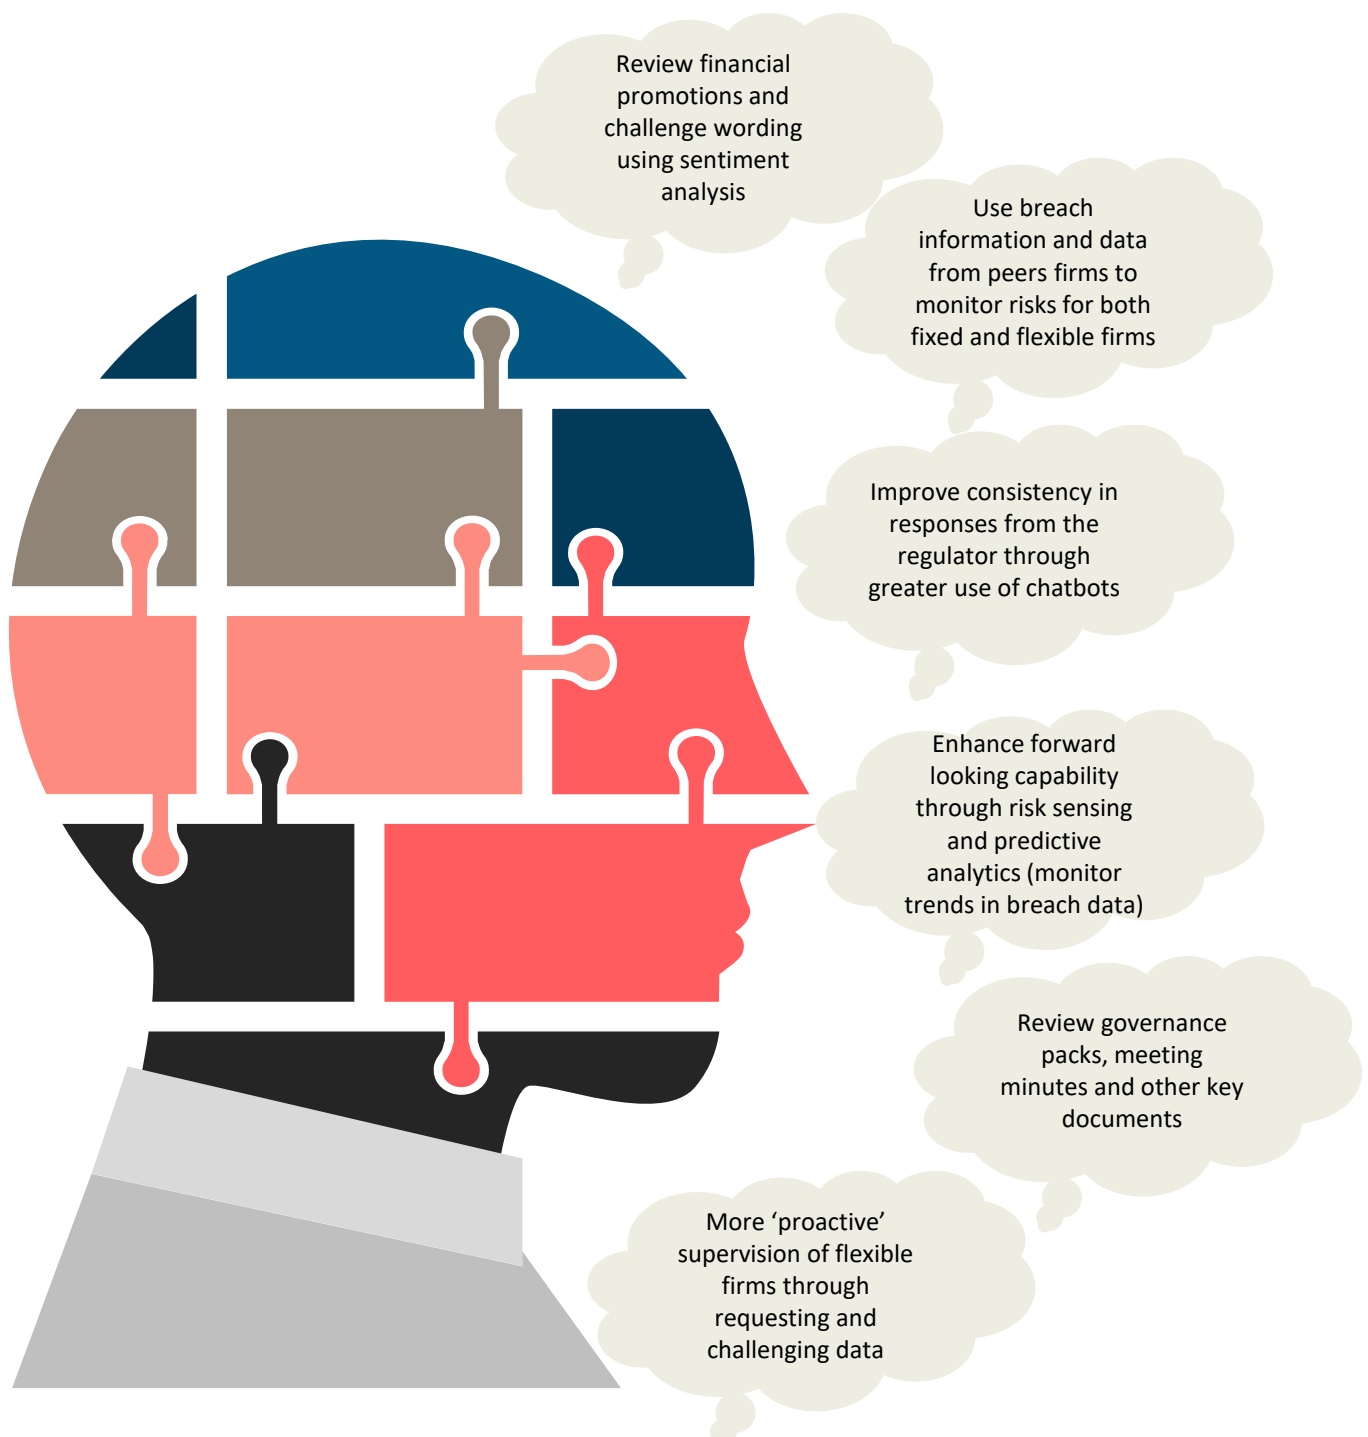 Review financial
promotions and
challenge wording
using sentiment
analysis
Use breach
information and data
from peers firms to
monitor risks for both
fixed and flexible firms
Improve consistency in
responses from the
regulator through
greater use of chatbots
Enhance forward
looking capability
through risk sensing
and predictive
analytics (monitor
trends in breach data)
Review governance
packs, meeting
minutes and other key
documents
More ‘proactive’
supervision of flexible
firms through
requesting and
challenging data